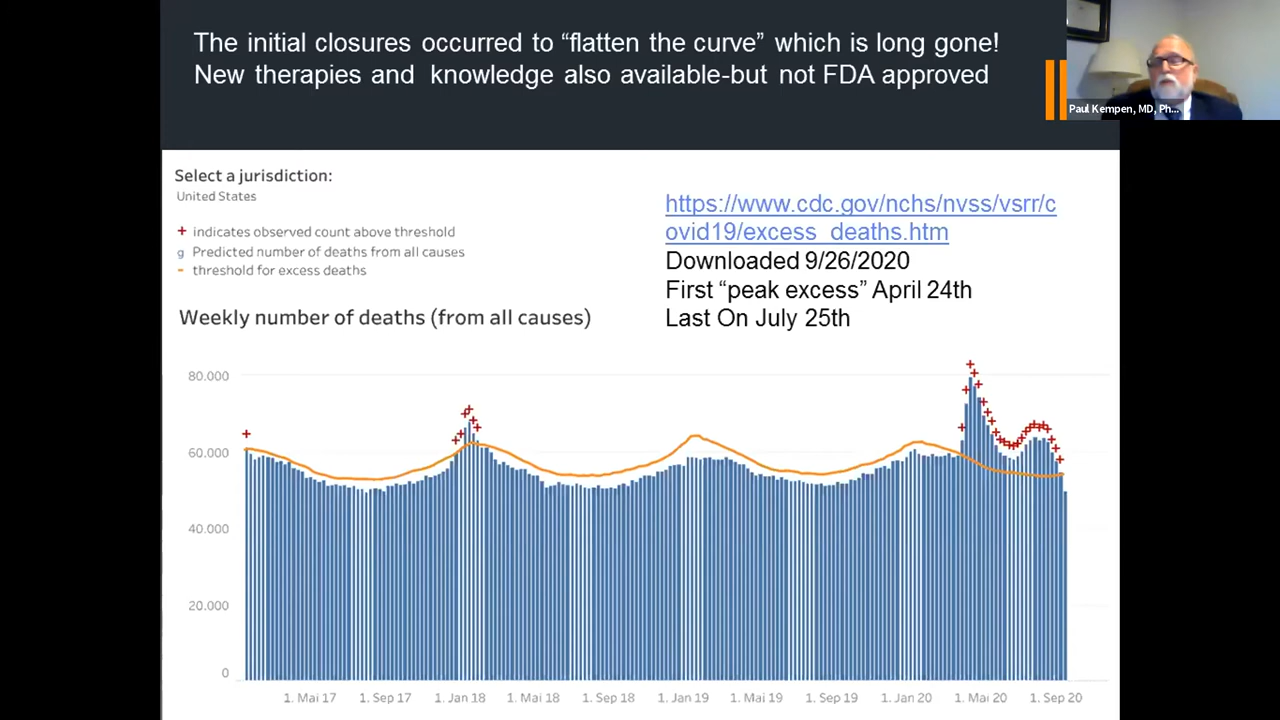 The initial closures occurred to “flatten the curve” which is long gone!
New therapies and knowledge also available-but not FDA approved
Paul Kempen, MD, Ph...
Select a jurisdiction:
United States
+ indicates observed count above threshold
g Predicted number of deaths from all causes
- threshold for excess deaths
https://www.cdc.gov/nchs/nvss/vsrr/c
ovid19/excess_deaths.htm
Downloaded 9/26/2020
First “peak excess” April 24th
Last On July 25th
Weekly number of deaths (from all causes)
80.000
60.000
40.000
20.000
0
1. Mai 17 1. Sep 17 1. Jan 18 1. Mai 18 1. Sep 18 1. Jan 19 1. Mai 19 1. Sep 19 1. Jan 20 1. Mai 20 1. Sep 20